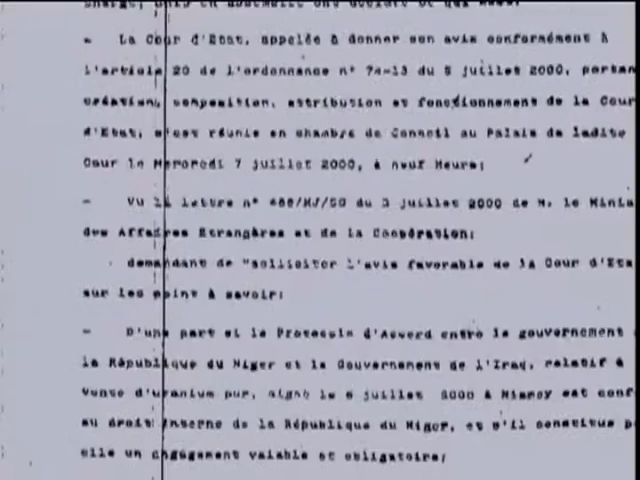 - La Cour d'Etat, appelée à donner son avis conformément à
l'article 20 de l'ordonnance n° 74-13 du 5 juillet 2000, portan
création, composition, attribution et fonctionnement de la Cour
d'Etat, s'est réunie en chambre de Conseil au Palais de ladite
Cour le Mercredi 7 juillet 2000, à neuf Heure;
- Vu la lettre n° /MJ/SG du 3 juillet 2000 de M. le Minis
des Affaires Etrangères et de la Coopération;
demandant de "solliciter l'avis favorable de la Cour d'Eta
sur les points à savoir:
- D'une part si le Protocole d'Accord entre le gouvernement
la République du Niger et le Gouvernement de l'Iraq, relatif à
Vente d'uranium pur, signé le 6 juillet 2000 à Niamey est conf
au droit interne de la République du Niger, et s'il constitue p
elle un engagement valable et obligatoire;